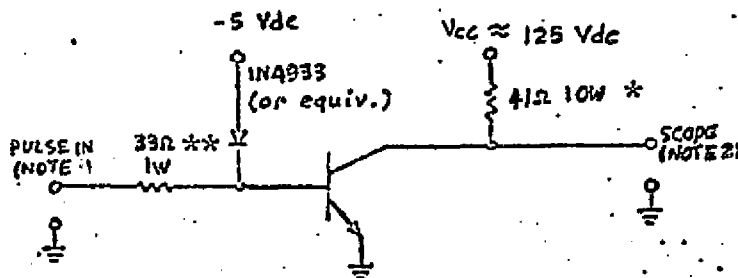 -5 Vdc
Vcc ≈ 125 Vdc
1N4933
(or equiv.)
41Ω 10W *
PULSE IN
(NOTE 1
33Ω **
1W
SCOPE
(NOTE 2)